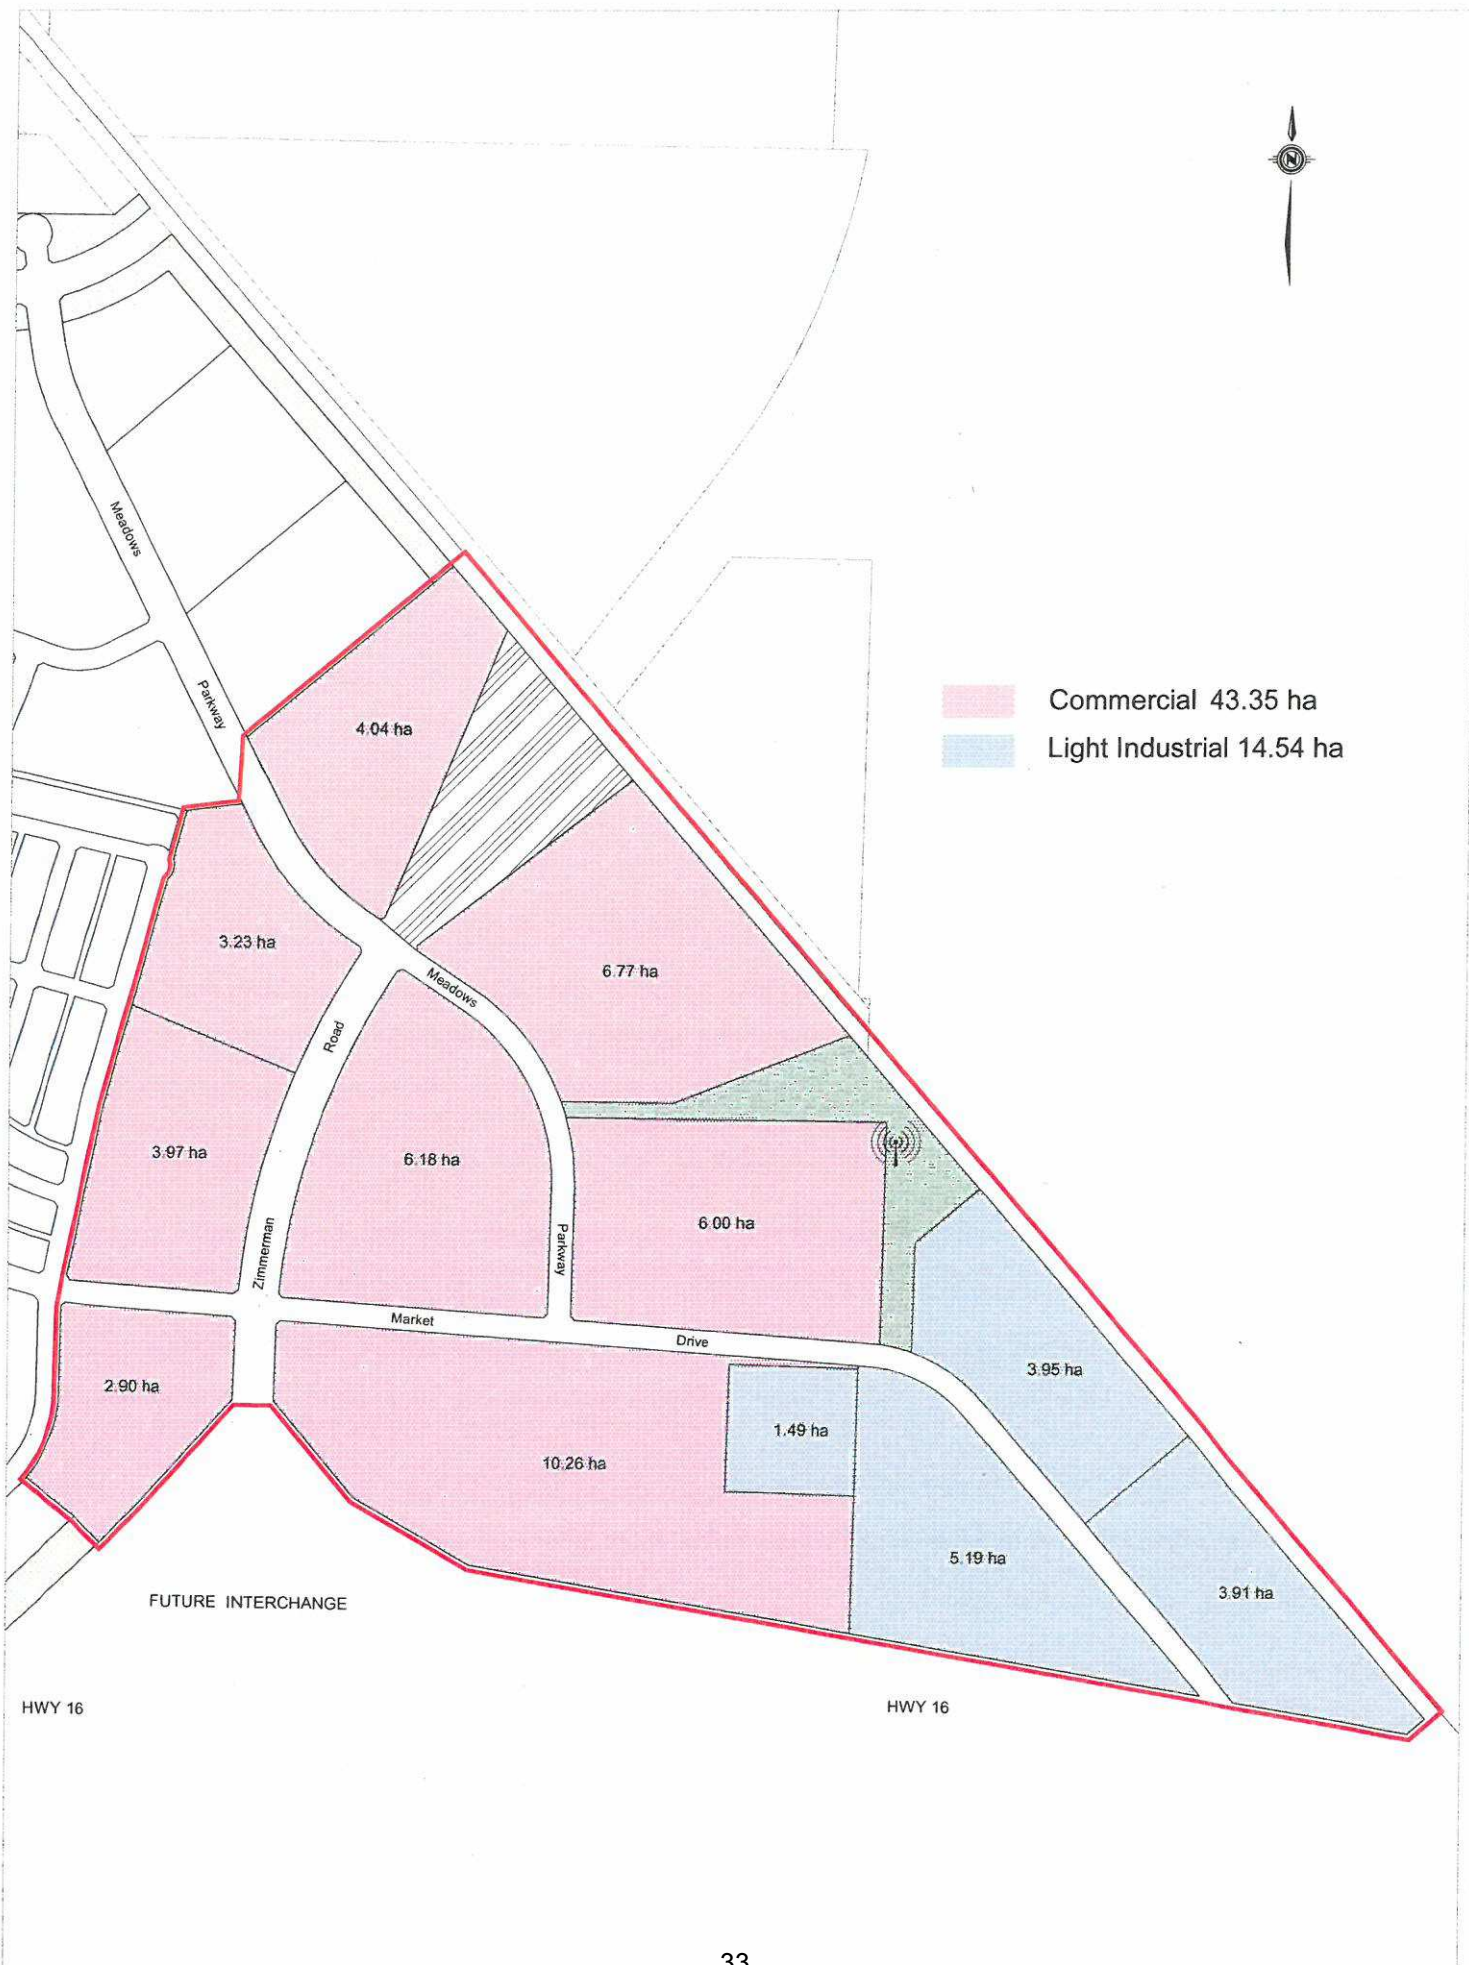 N
Meadows
Parkway
Commercial 43.35 ha
Light Industrial 14.54 ha
4.04 ha
3.23 ha
6.77 ha
Meadows
Road
3.97 ha
6.18 ha
6.00 ha
Zimmerman
Parkway
Market
Drive
2.90 ha
3.95 ha
1.49 ha
10.26 ha
5.19 ha
3.91 ha
FUTURE INTERCHANGE
HWY 16
HWY 16
33